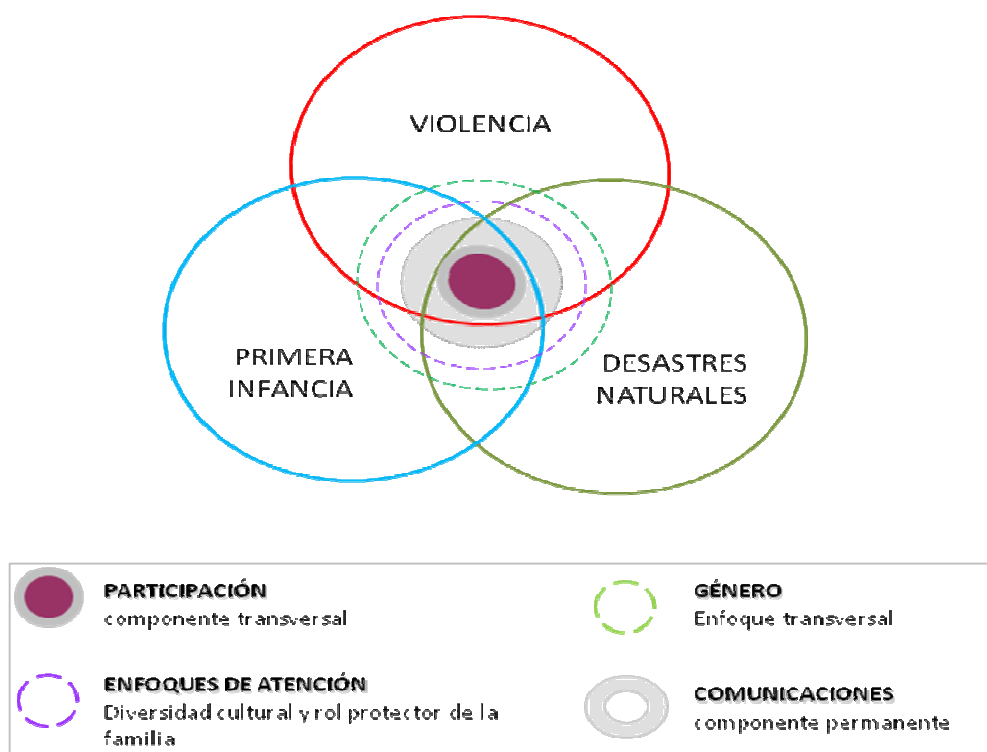 VIOLENCIA
PRIMERA
INFANCIA
DESASTRES
NATURALES
PARTICIPACIÓN
componente transversal
GÉNERO
Enfoque transversal
ENFOQUES DE ATENCIÓN
Diversidad cultural y rol protector de la
familia
COMUNICACIONES
componente permanente